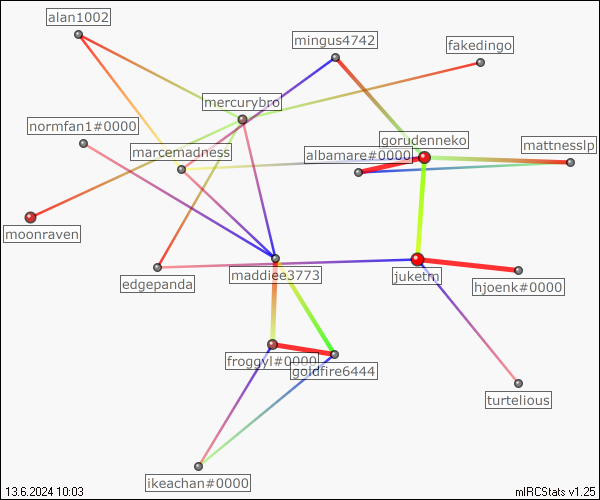 alan1002
mingus4742
fakedingo
mercurybro
normfan1#0000
gorudenneko
marcemadness
albamare#0000
mattnesslp
moonraven
maddiee3773
edgepanda
juketm
hjoenk#0000
froggyl#0000
goldfire6444
turtelious
ikeachan#0000
13.6.2024 10:03
mIRCStats v1.25